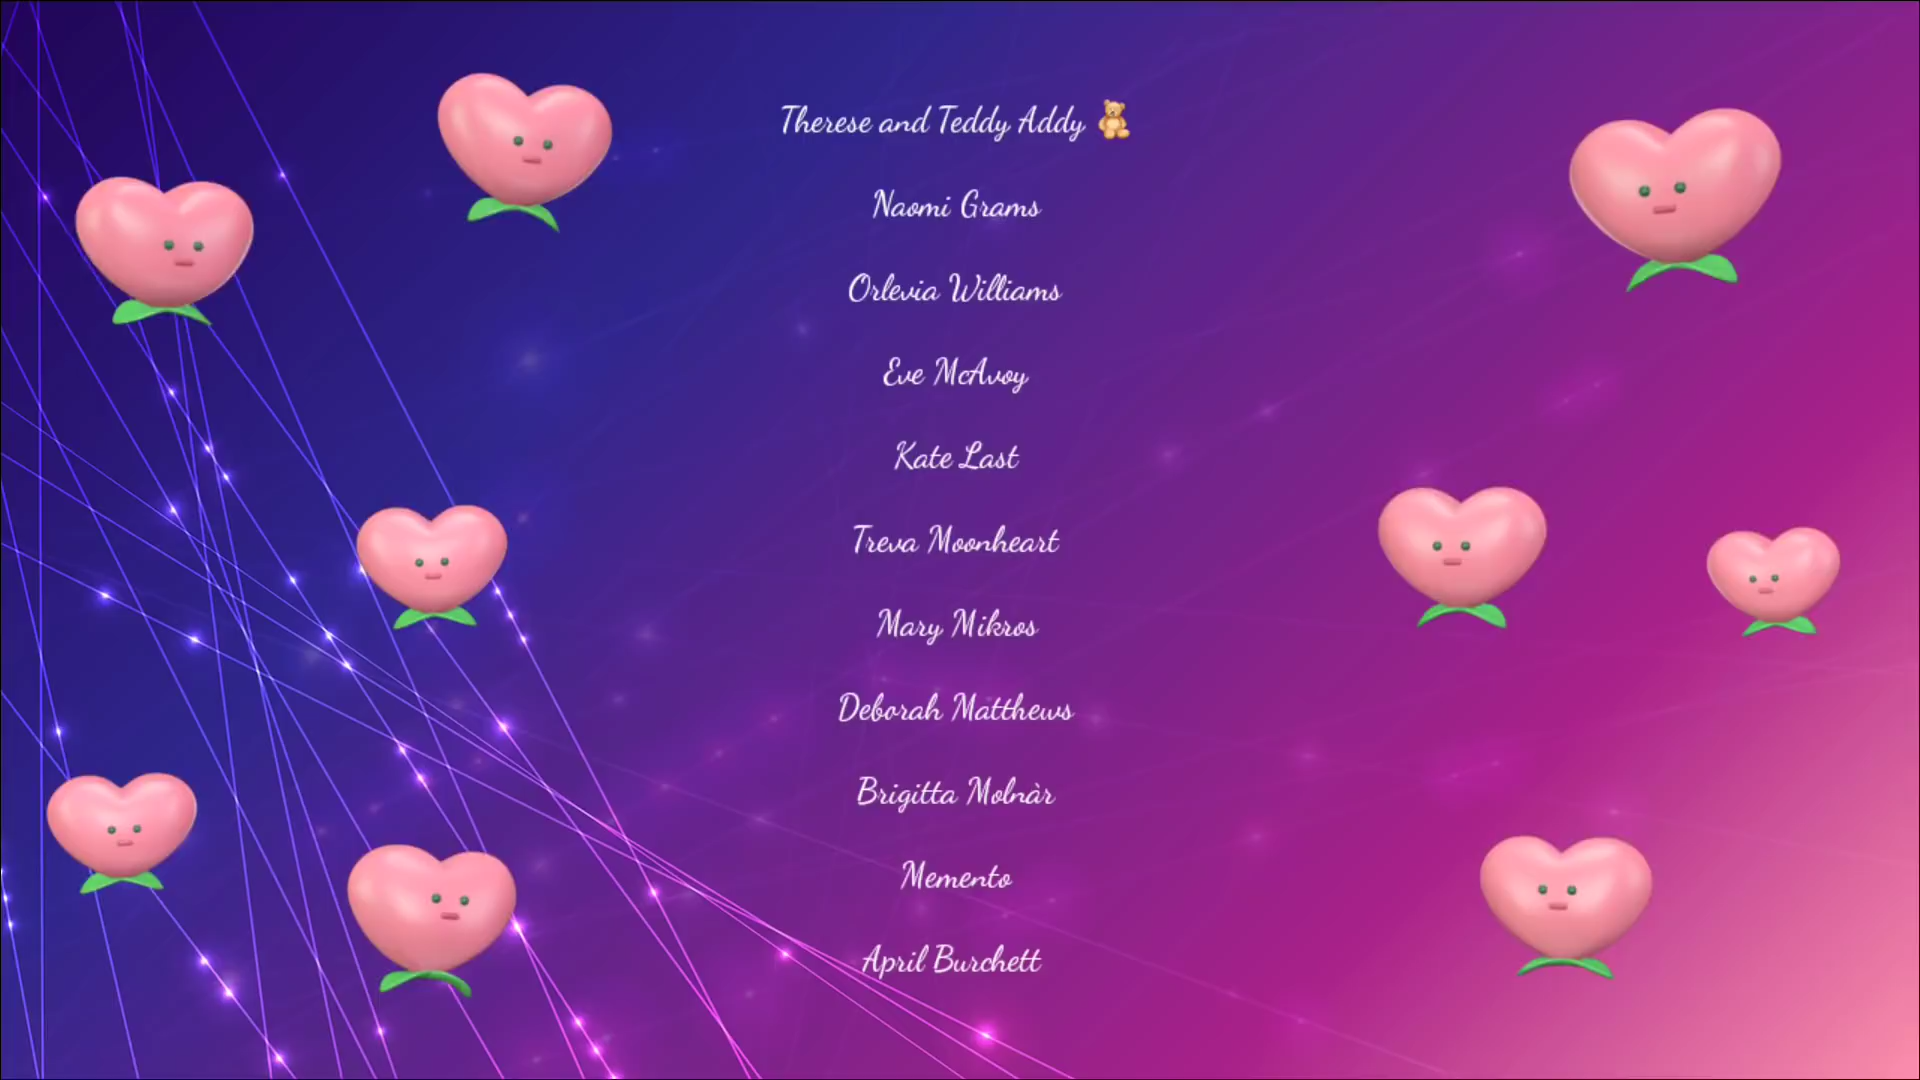 Therese and Teddy Addy 🧸
Naomi Grams
Orlevia Williams
Eve McAvoy
Kate Last
Treva Moonheart
Mary Mikros
Deborah Matthews
Brigitta Molnàr
Memento
April Burchett